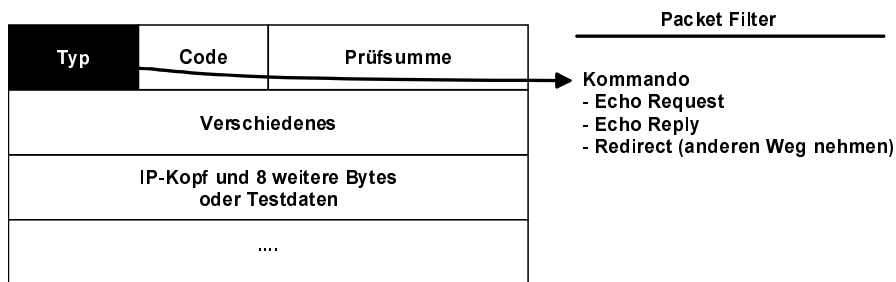 Packet Filter
Typ
Code
Prüfsumme
Kommando
- Echo Request
- Echo Reply
- Redirect (anderen Weg nehmen)
Verschiedenes
IP-Kopf und 8 weitere Bytes
oder Testdaten
....